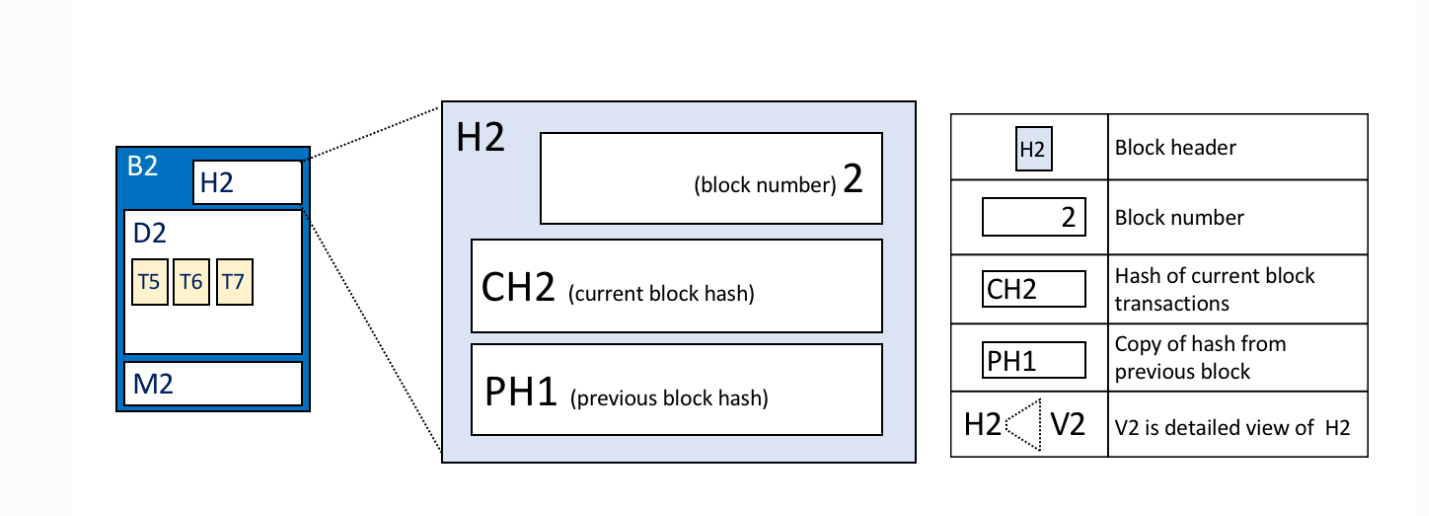 B2
H2
D2
T5 T6 T7
M2
H2
(block number) 2
CH2 (current block hash)
PH1 (previous block hash)
H2 Block header
2 Block number
CH2 Hash of current block
transactions
PH1 Copy of hash from
previous block
H2 V2 V2 is detailed view of H2